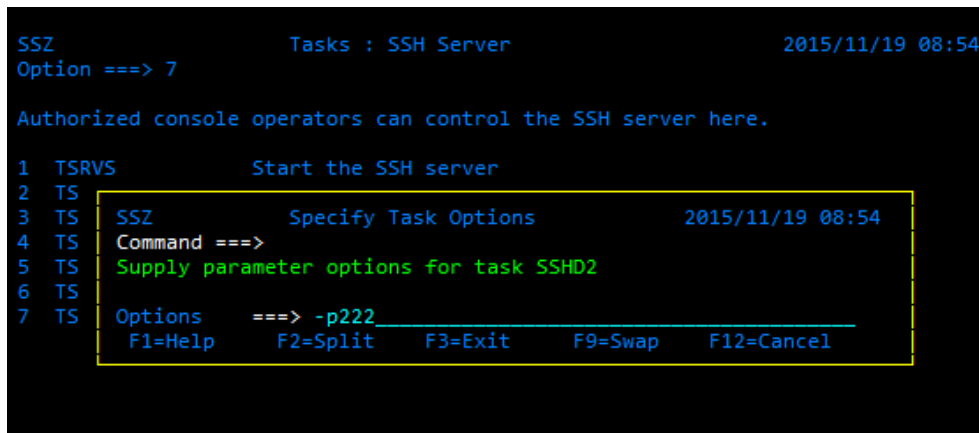 SSZ Tasks : SSH Server 2015/11/19 08:54
Option ===> 7
Authorized console operators can control the SSH server here.
1 TSRVS Start the SSH server
2 TS
3 TS SSZ Specify Task Options 2015/11/19 08:54
4 TS Command ===>
5 TS Supply parameter options for task SSHD2
6 TS
7 TS Options ===> -p222_______________________________________
F1=Help F2=Split F3=Exit F9=Swap F12=Cancel